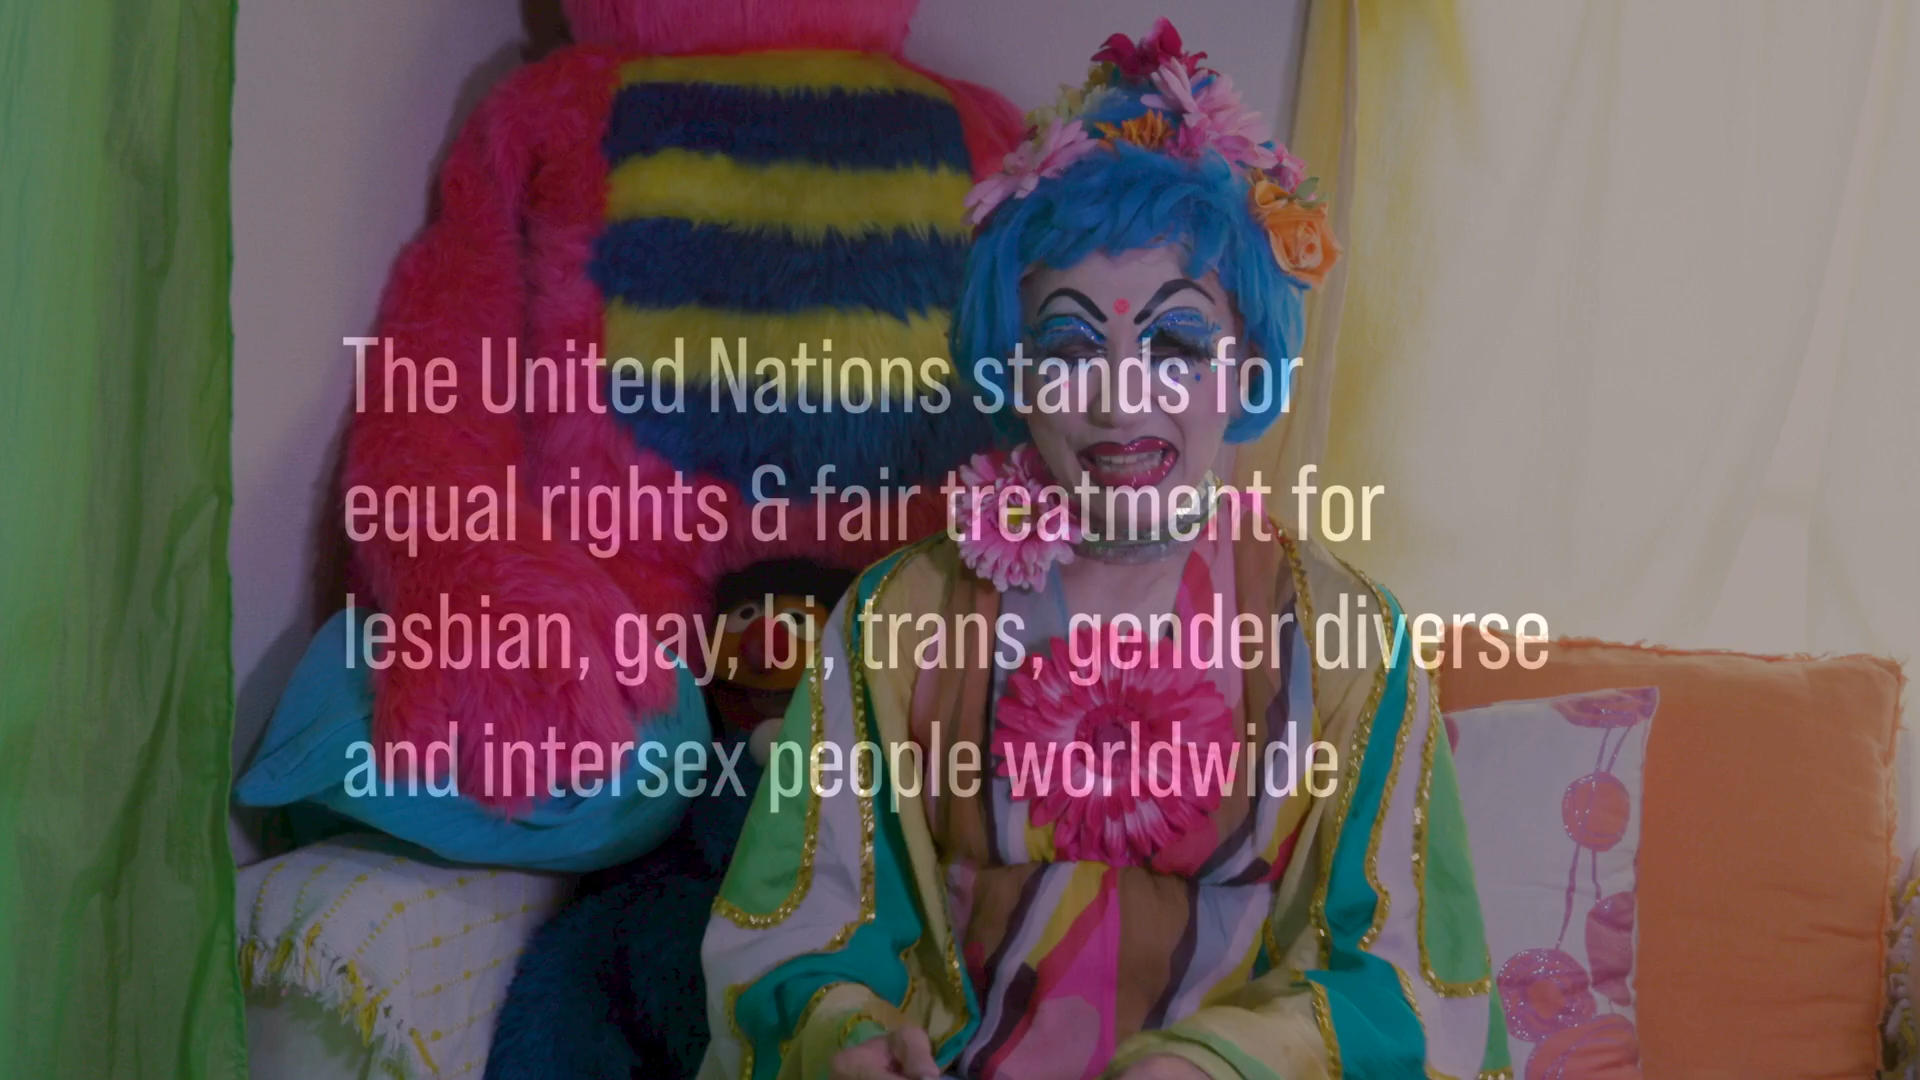 The United Nations stands for
equal rights & fair treatment for
lesbian, gay, bi, trans, gender diverse
and intersex people worldwide